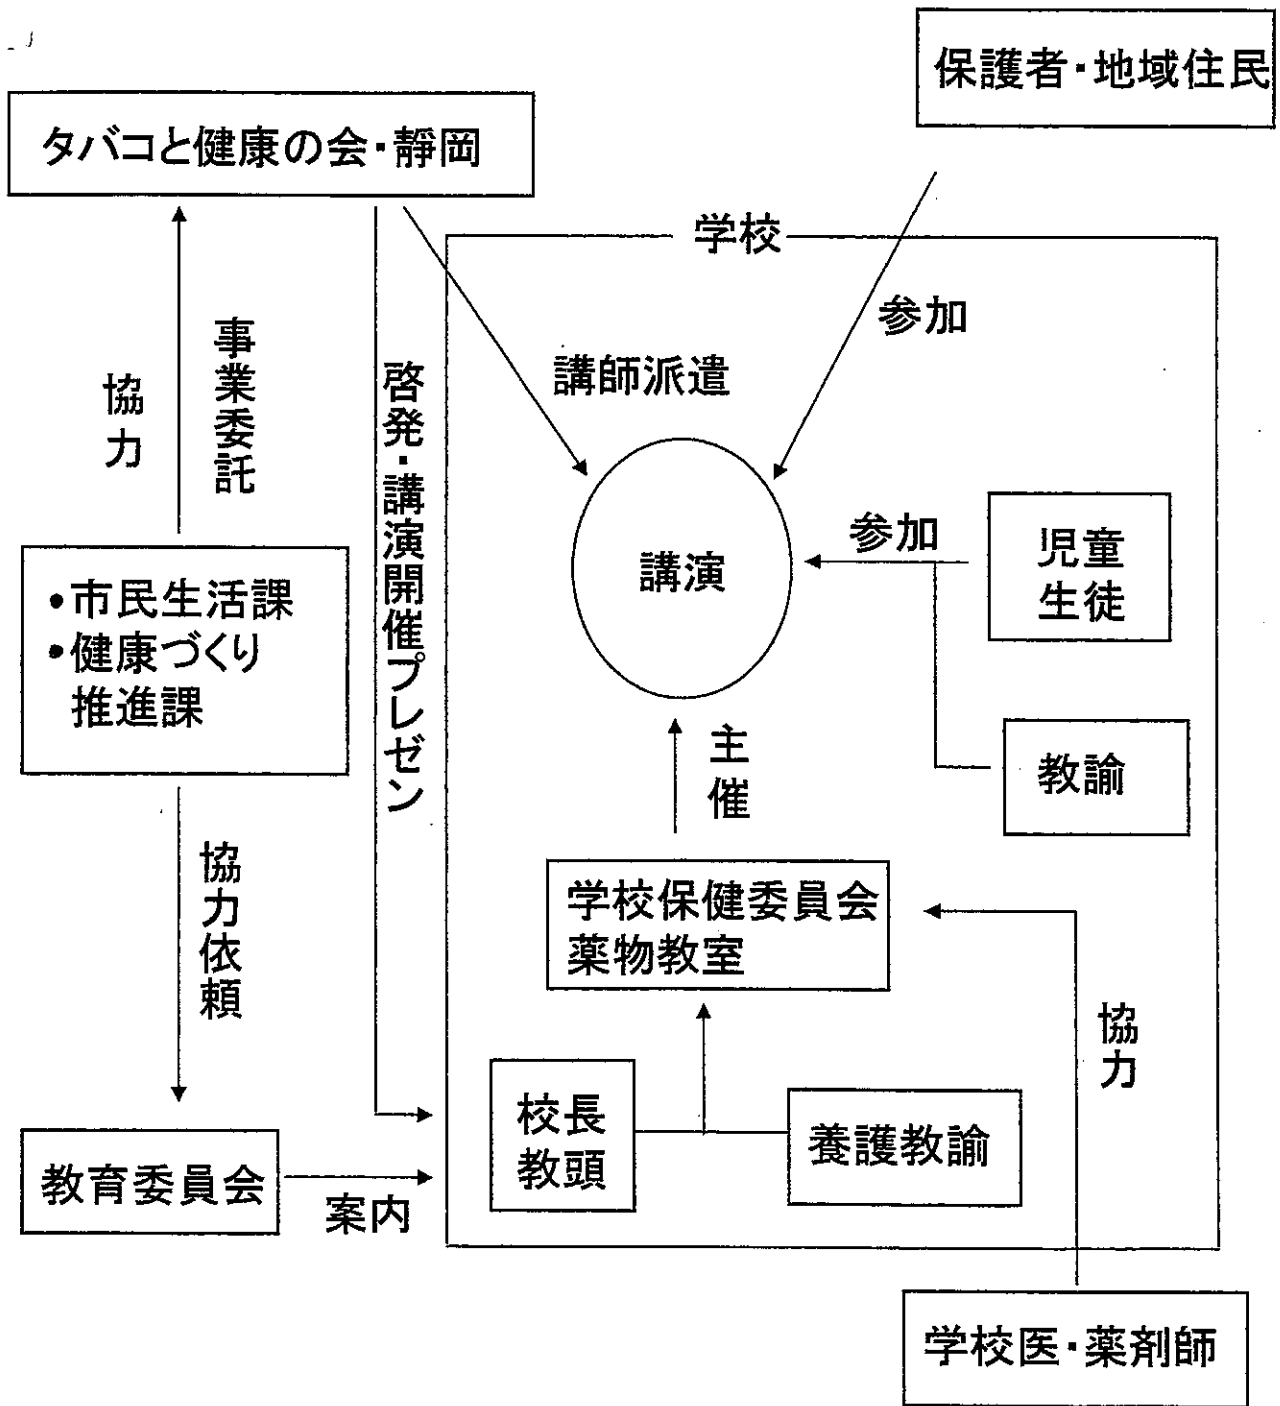 保護者・地域住民
タバコと健康の会・静岡
学校
参加
講師派遣
事業委託
協力
啓発・講演開催プレゼン
講演
参加
児童
生徒
・市民生活課
・健康づくり
推進課
教諭
主催
協力依頼
学校保健委員会
薬物教室
協力
校長
教頭
養護教諭
教育委員会
案内
学校医・薬剤師